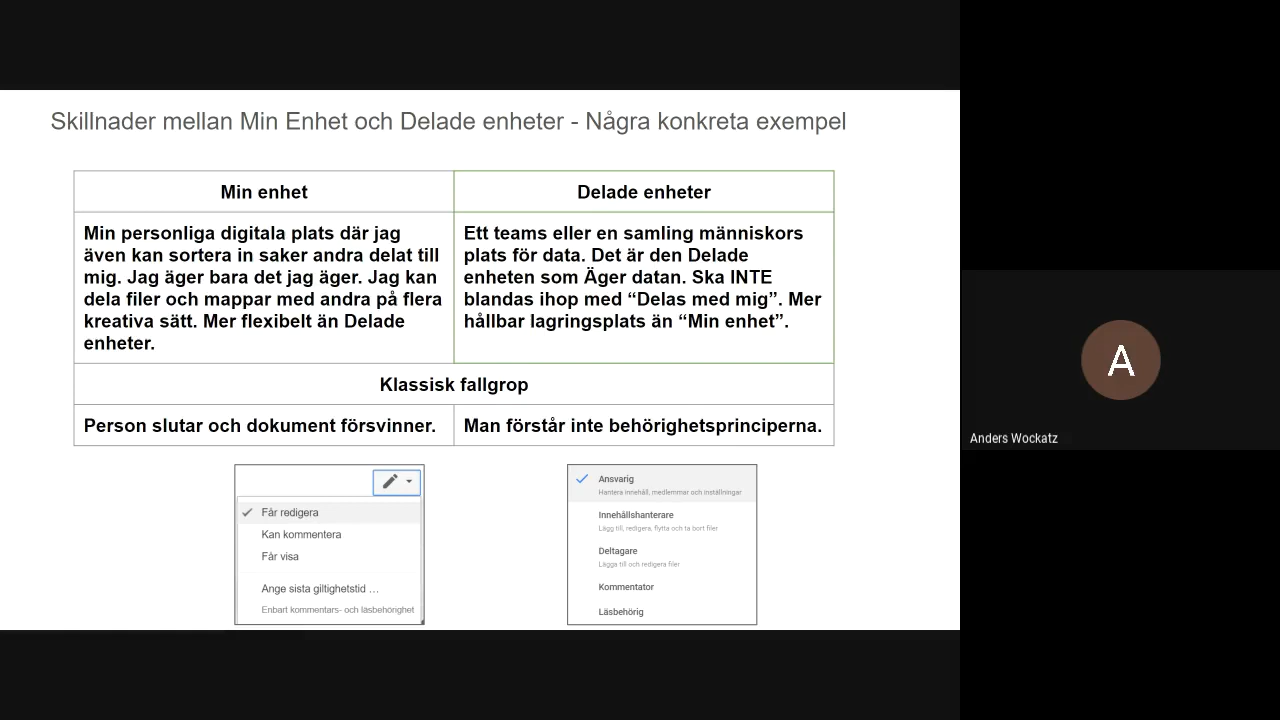 Skillnader mellan Min Enhet och Delade enheter - Några konkreta exempel
Min enhet
Delade enheter
Min personliga digitala plats där jag
även kan sortera in saker andra delat till
mig. Jag äger bara det jag äger. Jag kan
dela filer och mappar med andra på flera
kreativa sätt. Mer flexibelt än Delade
enheter.
Ett teams eller en samling människors
plats för data. Det är den Delade
enheten som Äger datan. Ska INTE
blandas ihop med “Delas med mig”. Mer
hållbar lagringsplats än “Min enhet”.
Klassisk fallgrop
Person slutar och dokument försvinner.
Man förstår inte behörighetsprinciperna.
Får redigera
Kan kommentera
Får visa
Ange sista giltighetstid ...
Enbart kommentars- och läsbehörighet
Ansvarig
Hantera innehåll, medlemmar och inställningar
Innehållshanterare
Lägg till, redigera, flytta och ta bort filer
Deltagare
Lägga till och redigera filer
Kommentator
Läsbehörig
A
Anders Wockatz